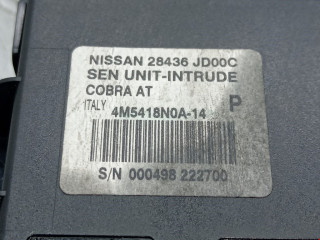 NISSAN 28436 JD00C
SEN UNIT-INTRUDE
COBRA AT
ITALY
4M5418N0A-14
P
S/N 000498 222700